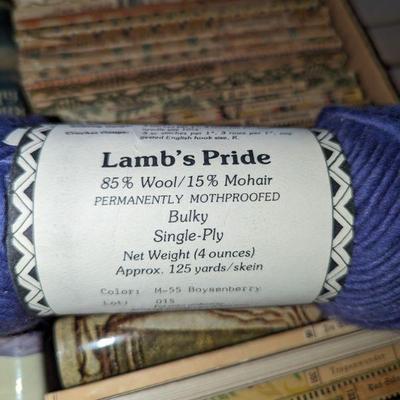 Lamb's Pride
85% Wool/15% Mohair
PERMANENTLY MOTHPROOFED
Bulky
Single-Ply
Net Weight (4 ounces)
Approx. 125 yards/skein
Color: M-55 Boysenberry
Lot: 015